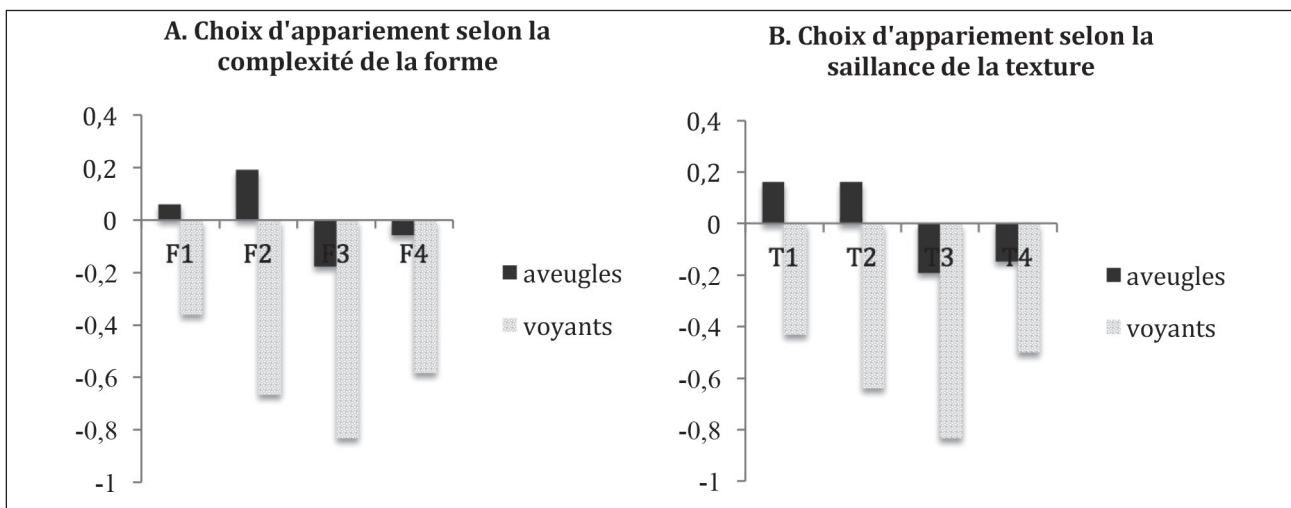 A. Choix d'appariement selon la
complexité de la forme
0,4
0,2
0
-0,2
-0,4
-0,6
-0,8
-1
F1 F2 F3 F4
aveugles
voyants
B. Choix d'appariement selon la
saillance de la texture
0,4
0,2
0
-0,2
-0,4
-0,6
-0,8
-1
T1 T2 T3 T4
aveugles
voyants